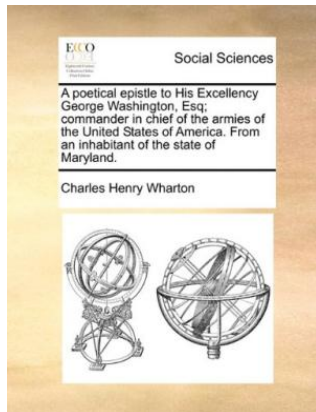 ECCO
Social Sciences
A poetical epistle to His Excellency
George Washington, Esq;
commander in chief of the armies of
the United States of America. From
an inhabitant of the state of
Maryland.
Charles Henry Wharton